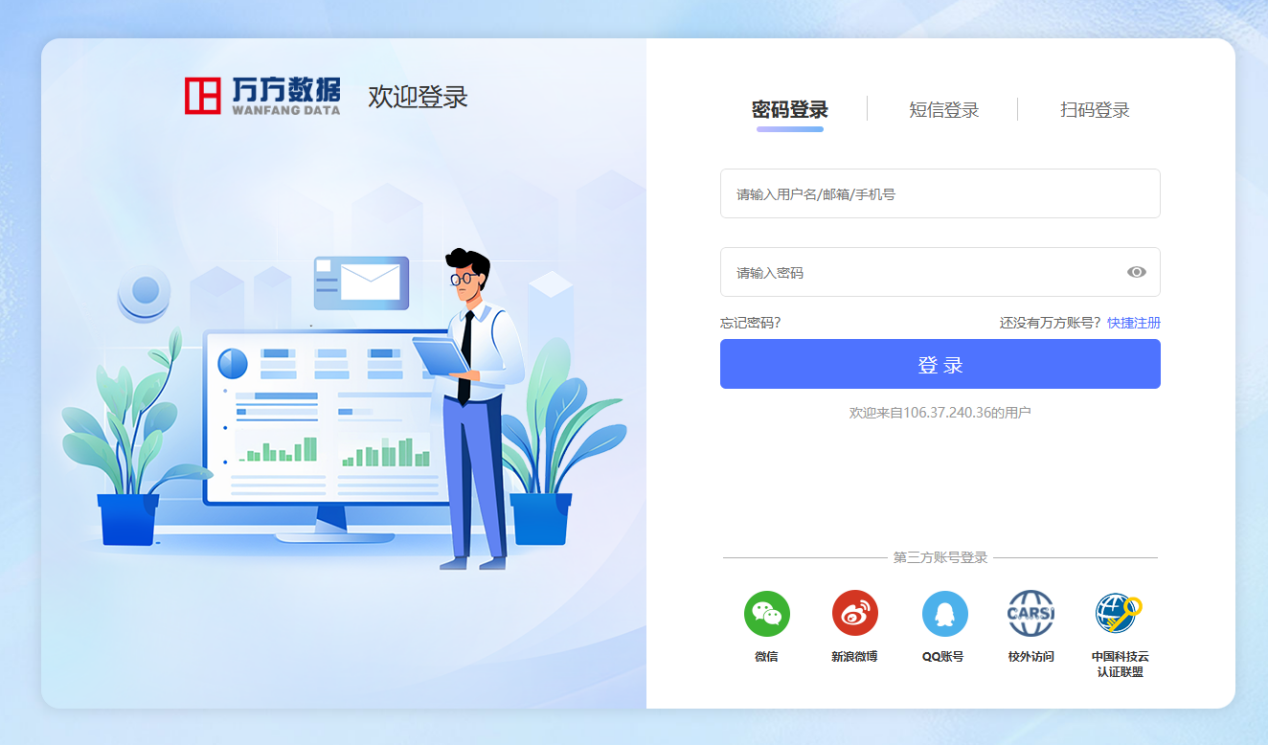 万方数据
WANFANG DATA
欢迎登录
密码登录
短信登录
扫码登录
请输入用户名/邮箱/手机号
请输入密码
忘记密码?
还没有万方账号? 快捷注册
登 录
欢迎来自106.37.240.36的用户
第三方账号登录
CARSI
微信
新浪微博
QQ账号
校外访问
中国科技云
认证联盟